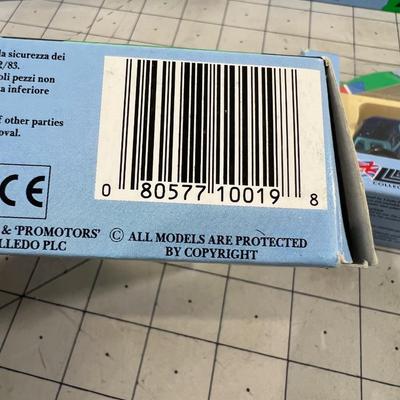 la sicurezza dei
2/83.
oli pezzi non
a inferiore
f other parties
oval.
CE
0 80577 10019 8
& 'PROMOTORS'
LLEDO PLC
© ALL MODELS ARE PROTECTED
BY COPYRIGHT
COLLEC